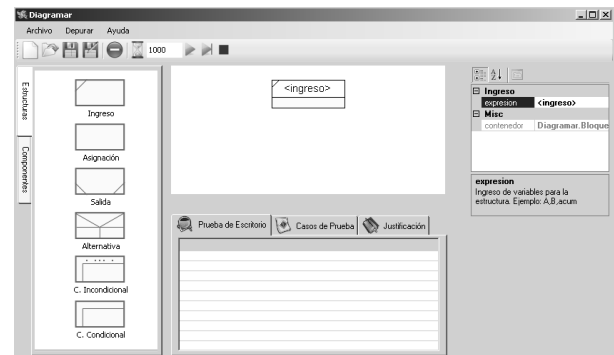 Diagramar
Archivo Depurar Ayuda
1000
Estructuras
Componentes
Ingreso
Asignación
Salida
Alternativa
C. Incondicional
C. Condicional
<ingreso>
Prueba de Escritorio Casos de Prueba Justificación
Ingreso
expresion <ingreso>
Misc
contenedor Diagramar.Bloque
expresion
Ingreso de variables para la
estructura. Ejemplo: A,B,acum